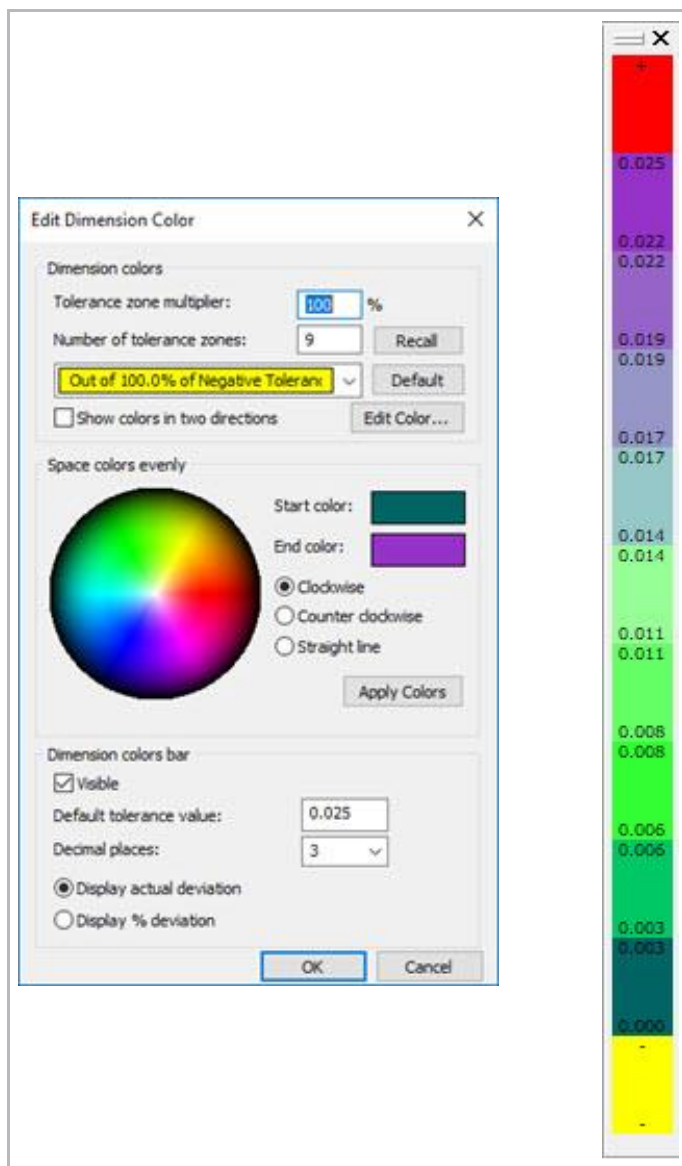 Edit Dimension Color
Dimension colors
Tolerance zone multiplier: 100 %
Number of tolerance zones: 9 Recall
Out of 100.0% of Negative Toleranc Default
Show colors in two directions Edit Color...
Space colors evenly
Start color:
End color:
Clockwise
Counter clockwise
Straight line
Apply Colors
Dimension colors bar
Visible
Default tolerance value: 0.025
Decimal places: 3
Display actual deviation
Display % deviation
OK Cancel
+
0.025
0.022
0.022
0.019
0.019
0.017
0.017
0.014
0.014
0.011
0.011
0.008
0.008
0.006
0.006
0.003
0.003
0.000
-
-